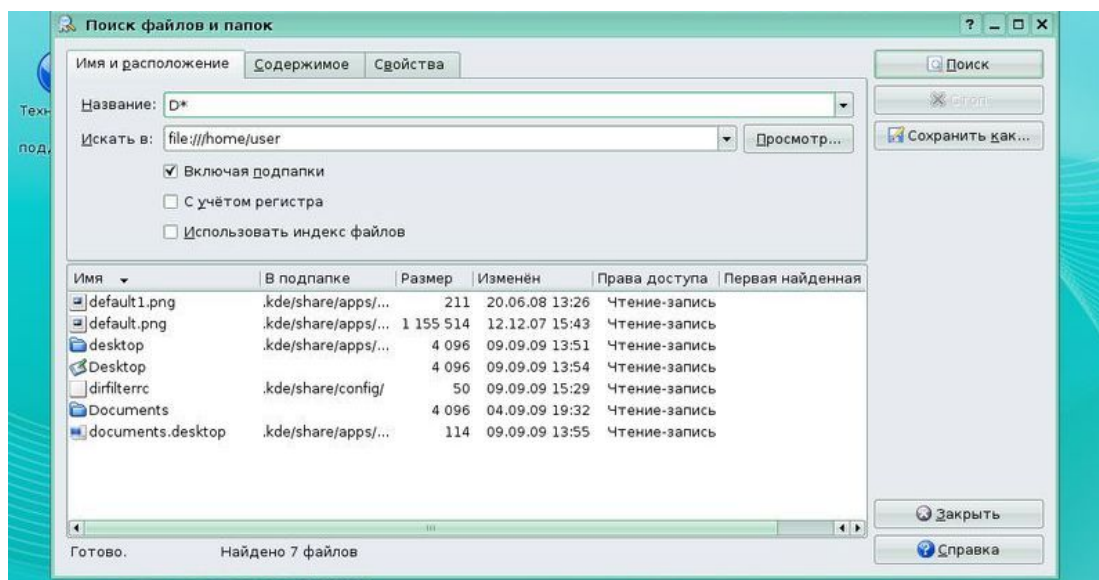 Поиск файлов и папок
Имя и расположение Содержимое Свойства
Название: D*
Искать в: file:///home/user Просмотр...
Включая подпапки
С учётом регистра
Использовать индекс файлов
Поиск
Стоп
Сохранить как...
Имя В подпапке Размер Изменён Права доступа Первая найденная
default1.png .kde/share/apps/... 211 20.06.08 13:26 Чтение-запись
default.png .kde/share/apps/... 1 155 514 12.12.07 15:43 Чтение-запись
desktop .kde/share/apps/... 4 096 09.09.09 13:51 Чтение-запись
Desktop 4 096 09.09.09 13:54 Чтение-запись
dirfilterrc .kde/share/config/ 50 09.09.09 15:29 Чтение-запись
Documents 4 096 04.09.09 19:32 Чтение-запись
documents.desktop .kde/share/apps/... 114 09.09.09 13:55 Чтение-запись
Готово. Найдено 7 файлов
Закрыть
Справка